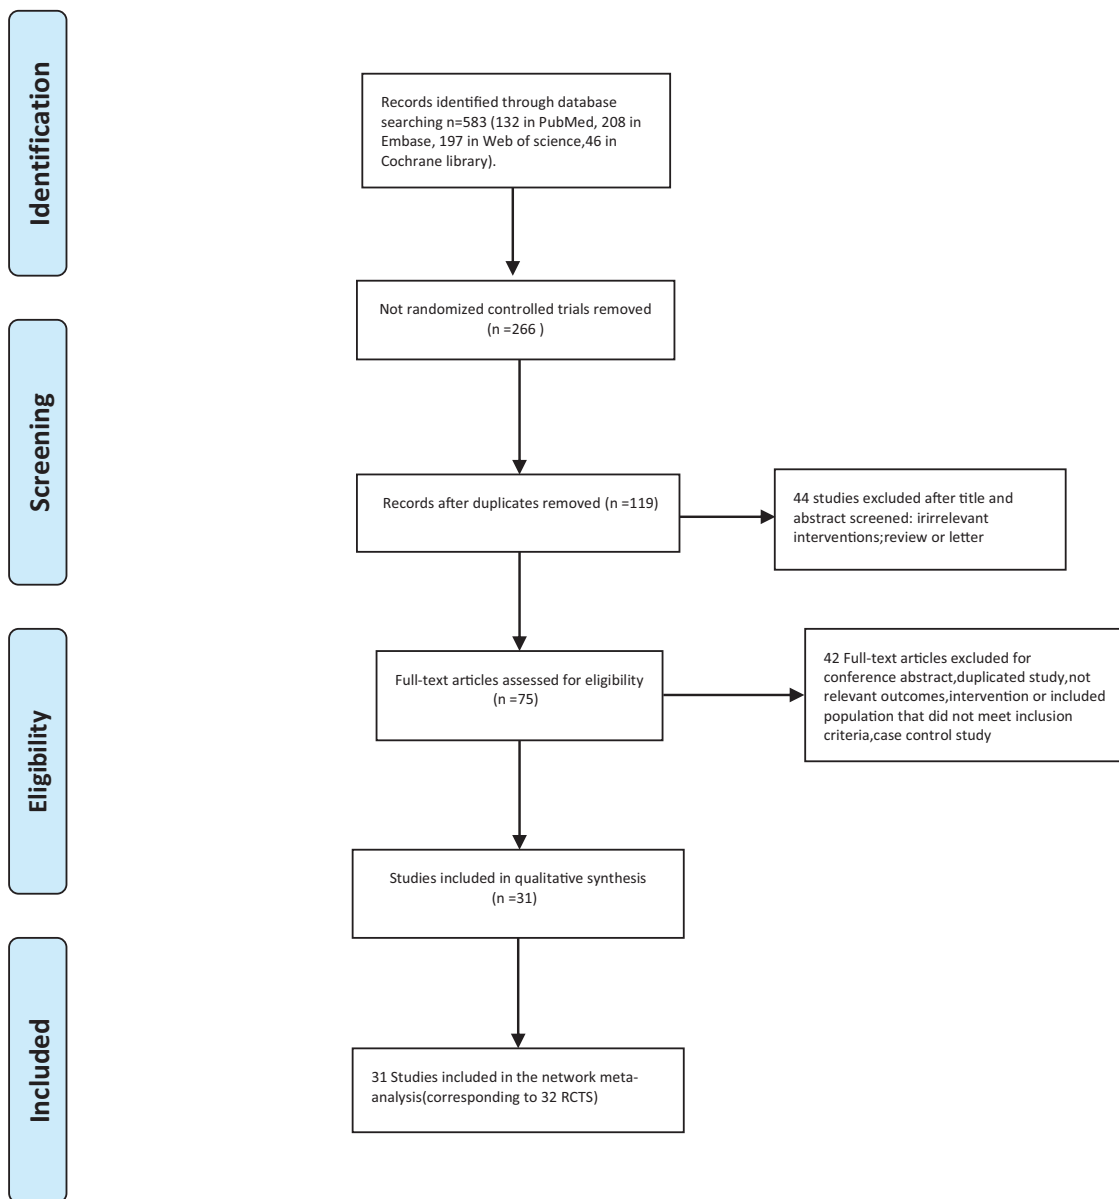 Identification
Records identified through database
searching n=583 (132 in PubMed, 208 in
Embase, 197 in Web of science,46 in
Cochrane library).
Not randomized controlled trials removed
(n =266 )
Screening
Records after duplicates removed (n =119)
44 studies excluded after title and
abstract screened: irirrelevant
interventions;review or letter
Eligibility
Full-text articles assessed for eligibility
(n =75)
42 Full-text articles excluded for
conference abstract,duplicated study,not
relevant outcomes,intervention or included
population that did not meet inclusion
criteria,case control study
Studies included in qualitative synthesis
(n =31)
Included
31 Studies included in the network meta-
analysis(corresponding to 32 RCTS)